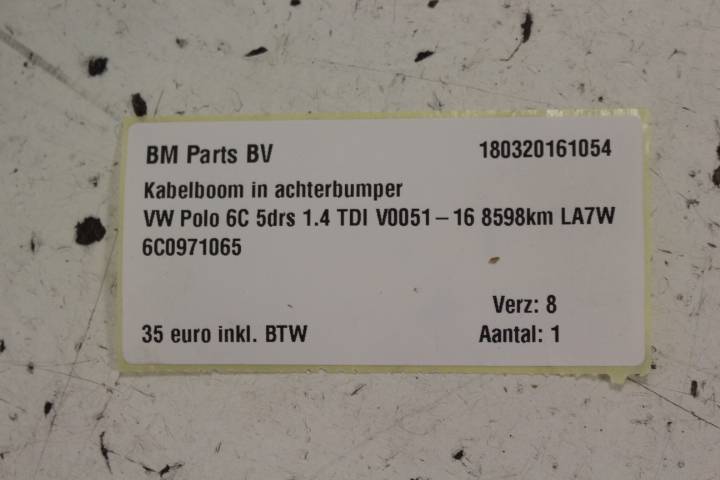 BM Parts BV 180320161054
Kabelboom in achterbumper
VW Polo 6C 5drs 1.4 TDI V0051 – 16 8598km LA7W
6C0971065
Verz: 8
35 euro inkl. BTW Aantal: 1